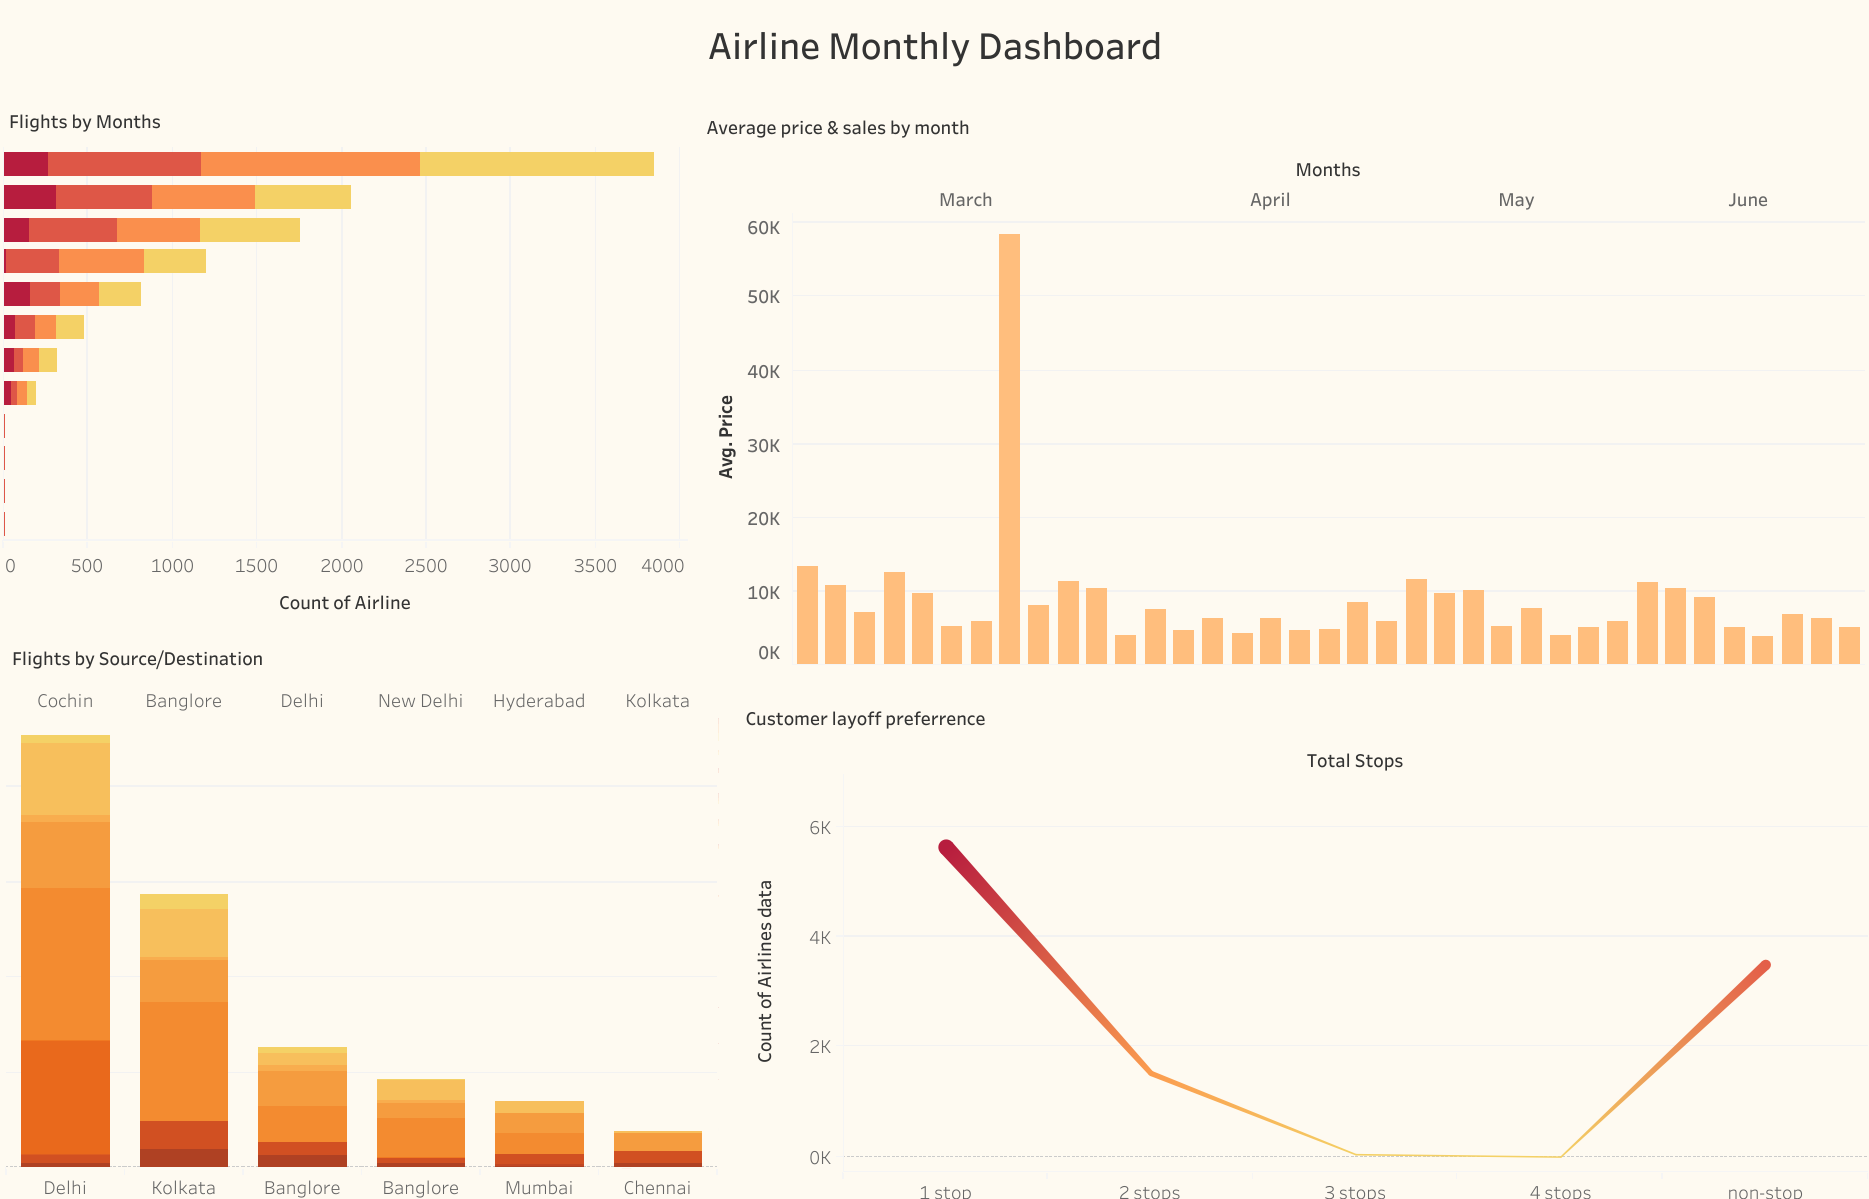 Airline Monthly Dashboard
Flights by Months
0 500 1000 1500 2000 2500 3000 3500 4000
Count of Airline
Average price & sales by month
Months
March April May June
60K
50K
40K
30K
20K
10K
0K
Avg. Price
Flights by Source/Destination
Cochin Banglore Delhi New Delhi Hyderabad Kolkata
Delhi Kolkata Banglore Banglore Mumbai Chennai
Customer layoff preferrence
Total Stops
6K
4K
2K
0K
Count of Airlines data
1 stop 2 stops 3 stops 4 stops non-stop